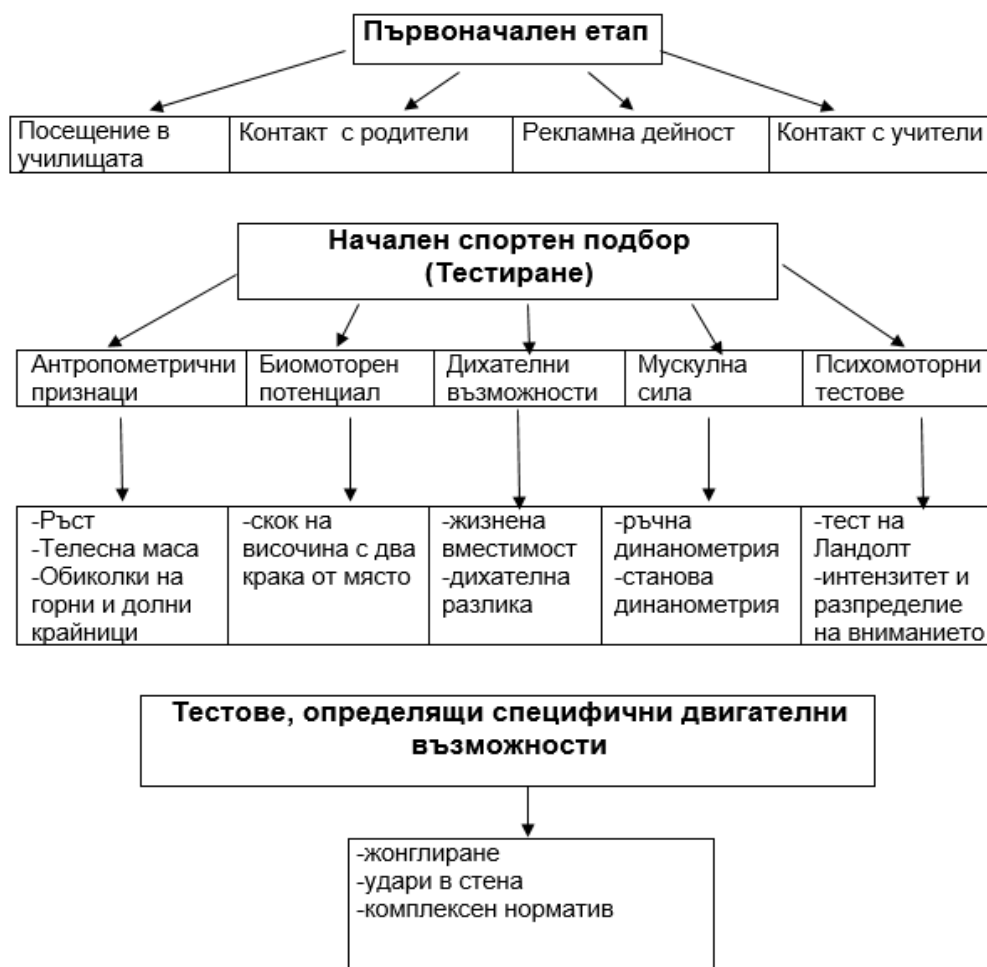 Първоначален етап
Посещение в
училищата
Контакт с родители
Рекламна дейност
Контакт с учители
Начален спортен подбор
(Тестиране)
Антропометрични
признаци
Биомоторен
потенциал
Дихателни
възможности
Мускулна
сила
Психомоторни
тестове
-Ръст
-Телесна маса
-Обиколки на
горни и долни
крайници
-скок на
височина с два
крака от място
-жизнена
вместимост
-дихателна
разлика
-ръчна
динанометрия
-станова
динанометрия
-тест на
Ландолт
-интензитет и
разпределие
на вниманието
Тестове, определящи специфични двигателни
възможности
-жонглиране
-удари в стена
-комплексен норматив